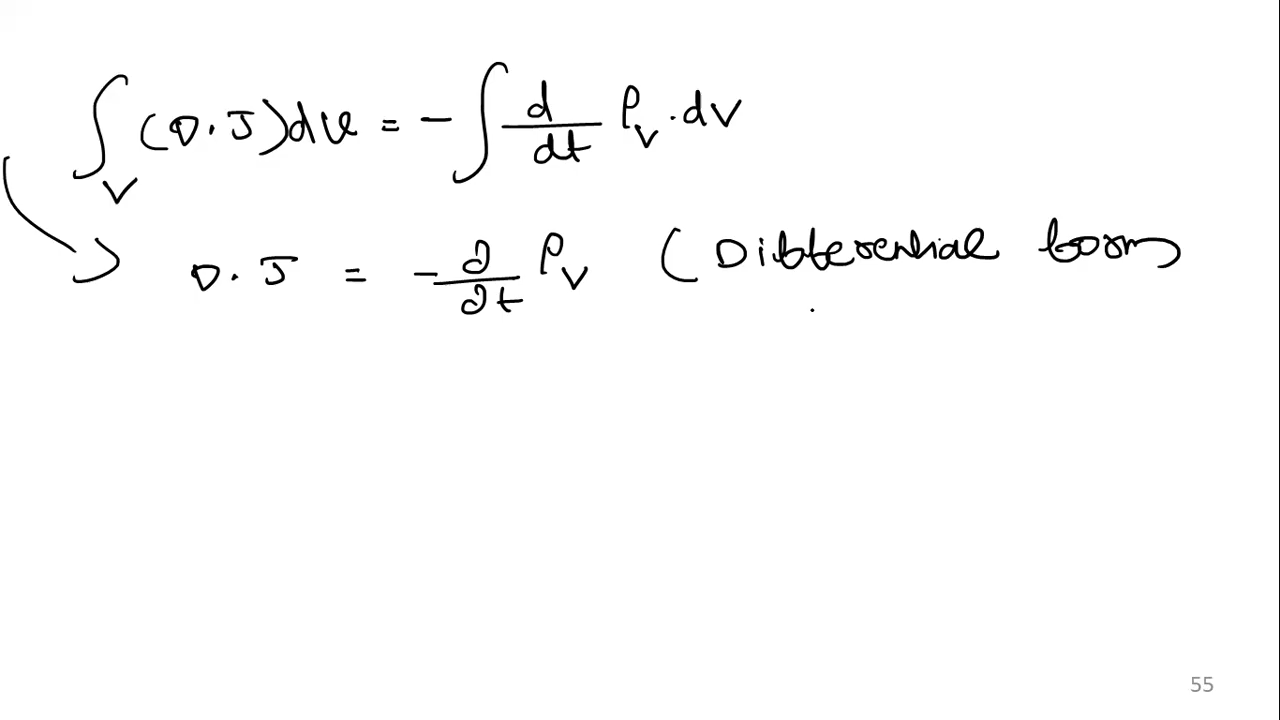 ∫_V (∇·J)dv = - ∫ d/dt ρ_V · dV
∇·J = - ∂/∂t ρ_V (Differential form)
55